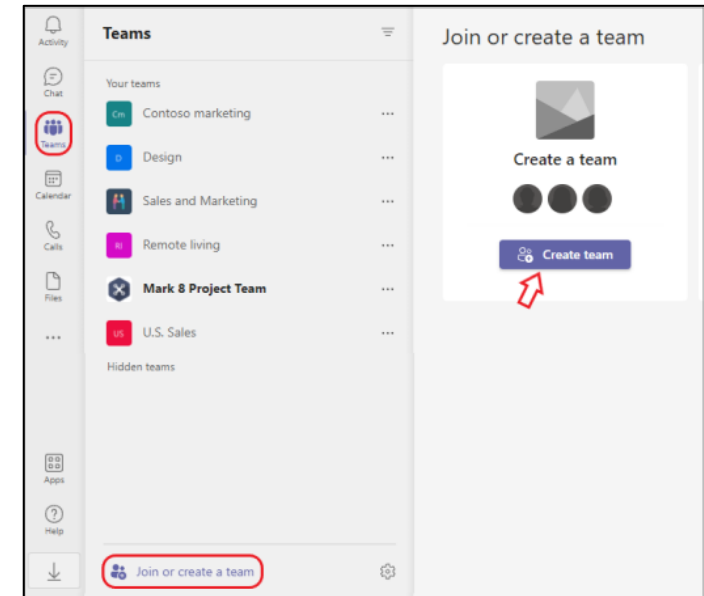 Activity
Chat
Teams
Calendar
Calls
Files
Apps
Help
Teams
Your teams
Cm Contoso marketing
D Design
Sales and Marketing
RI Remote living
Mark 8 Project Team
US U.S. Sales
Hidden teams
Join or create a team
Join or create a team
Create a team
Create team